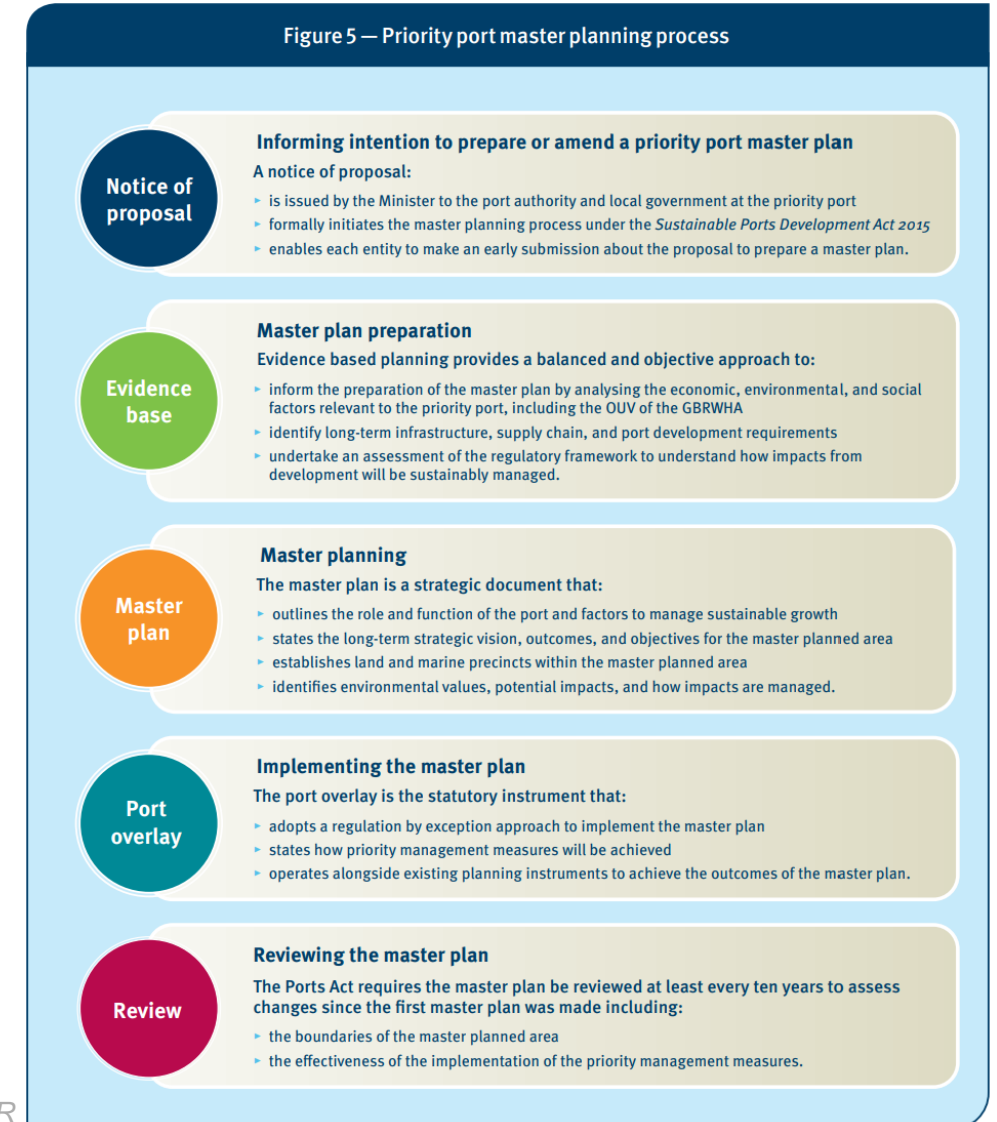 Figure 5 — Priority port master planning process
Notice of
proposal
Informing intention to prepare or amend a priority port master plan
A notice of proposal:
► is issued by the Minister to the port authority and local government at the priority port
► formally initiates the master planning process under the Sustainable Ports Development Act 2015
► enables each entity to make an early submission about the proposal to prepare a master plan.
Evidence
base
Master plan preparation
Evidence based planning provides a balanced and objective approach to:
► inform the preparation of the master plan by analysing the economic, environmental, and social
factors relevant to the priority port, including the OUV of the GBRWHA
► identify long-term infrastructure, supply chain, and port development requirements
► undertake an assessment of the regulatory framework to understand how impacts from
development will be sustainably managed.
Master
plan
Master planning
The master plan is a strategic document that:
► outlines the role and function of the port and factors to manage sustainable growth
► states the long-term strategic vision, outcomes, and objectives for the master planned area
► establishes land and marine precincts within the master planned area
► identifies environmental values, potential impacts, and how impacts are managed.
Port
overlay
Implementing the master plan
The port overlay is the statutory instrument that:
► adopts a regulation by exception approach to implement the master plan
► states how priority management measures will be achieved
► operates alongside existing planning instruments to achieve the outcomes of the master plan.
Review
Reviewing the master plan
The Ports Act requires the master plan be reviewed at least every ten years to assess
changes since the first master plan was made including:
► the boundaries of the master planned area
► the effectiveness of the implementation of the priority management measures.
R